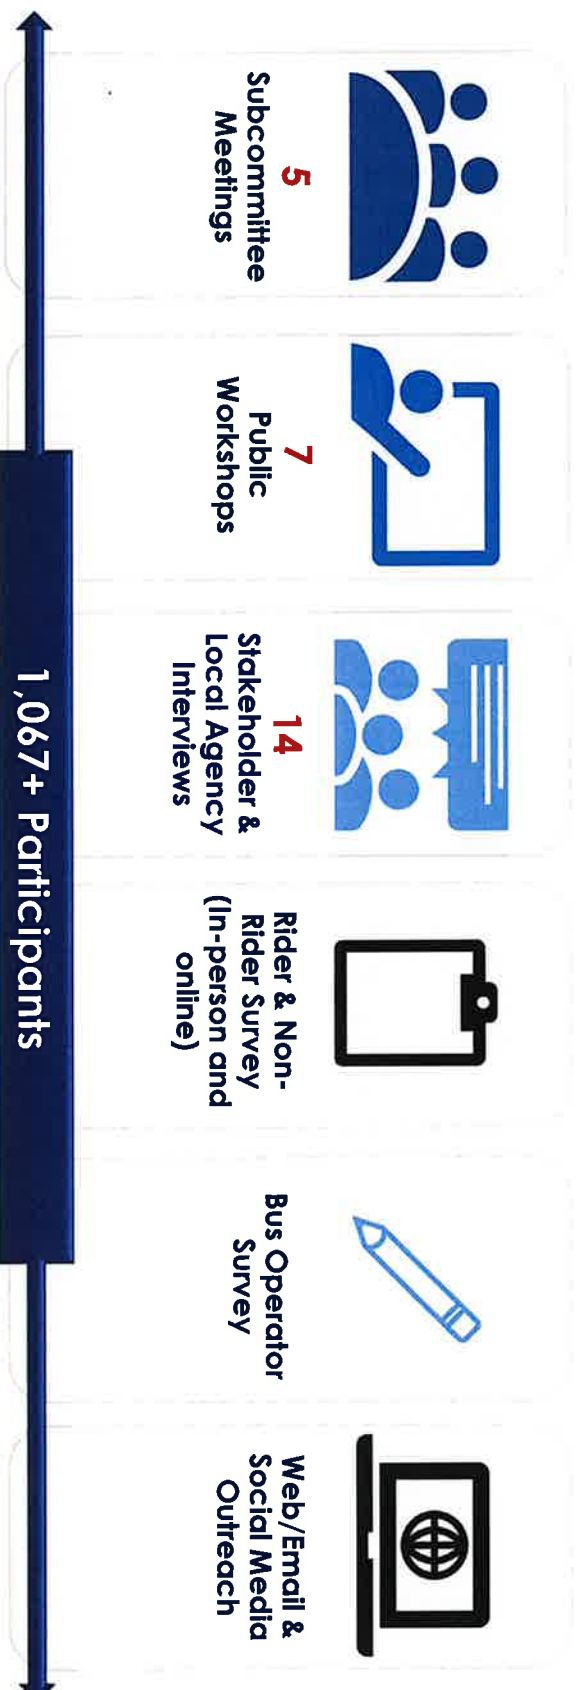 5
Subcommittee
Meetings
7
Public
Workshops
14
Stakeholder &
Local Agency
Interviews
Rider & Non-
Rider Survey
(In-person and
online)
Bus Operator
Survey
Web/Email &
Social Media
Outreach
1,067+ Participants